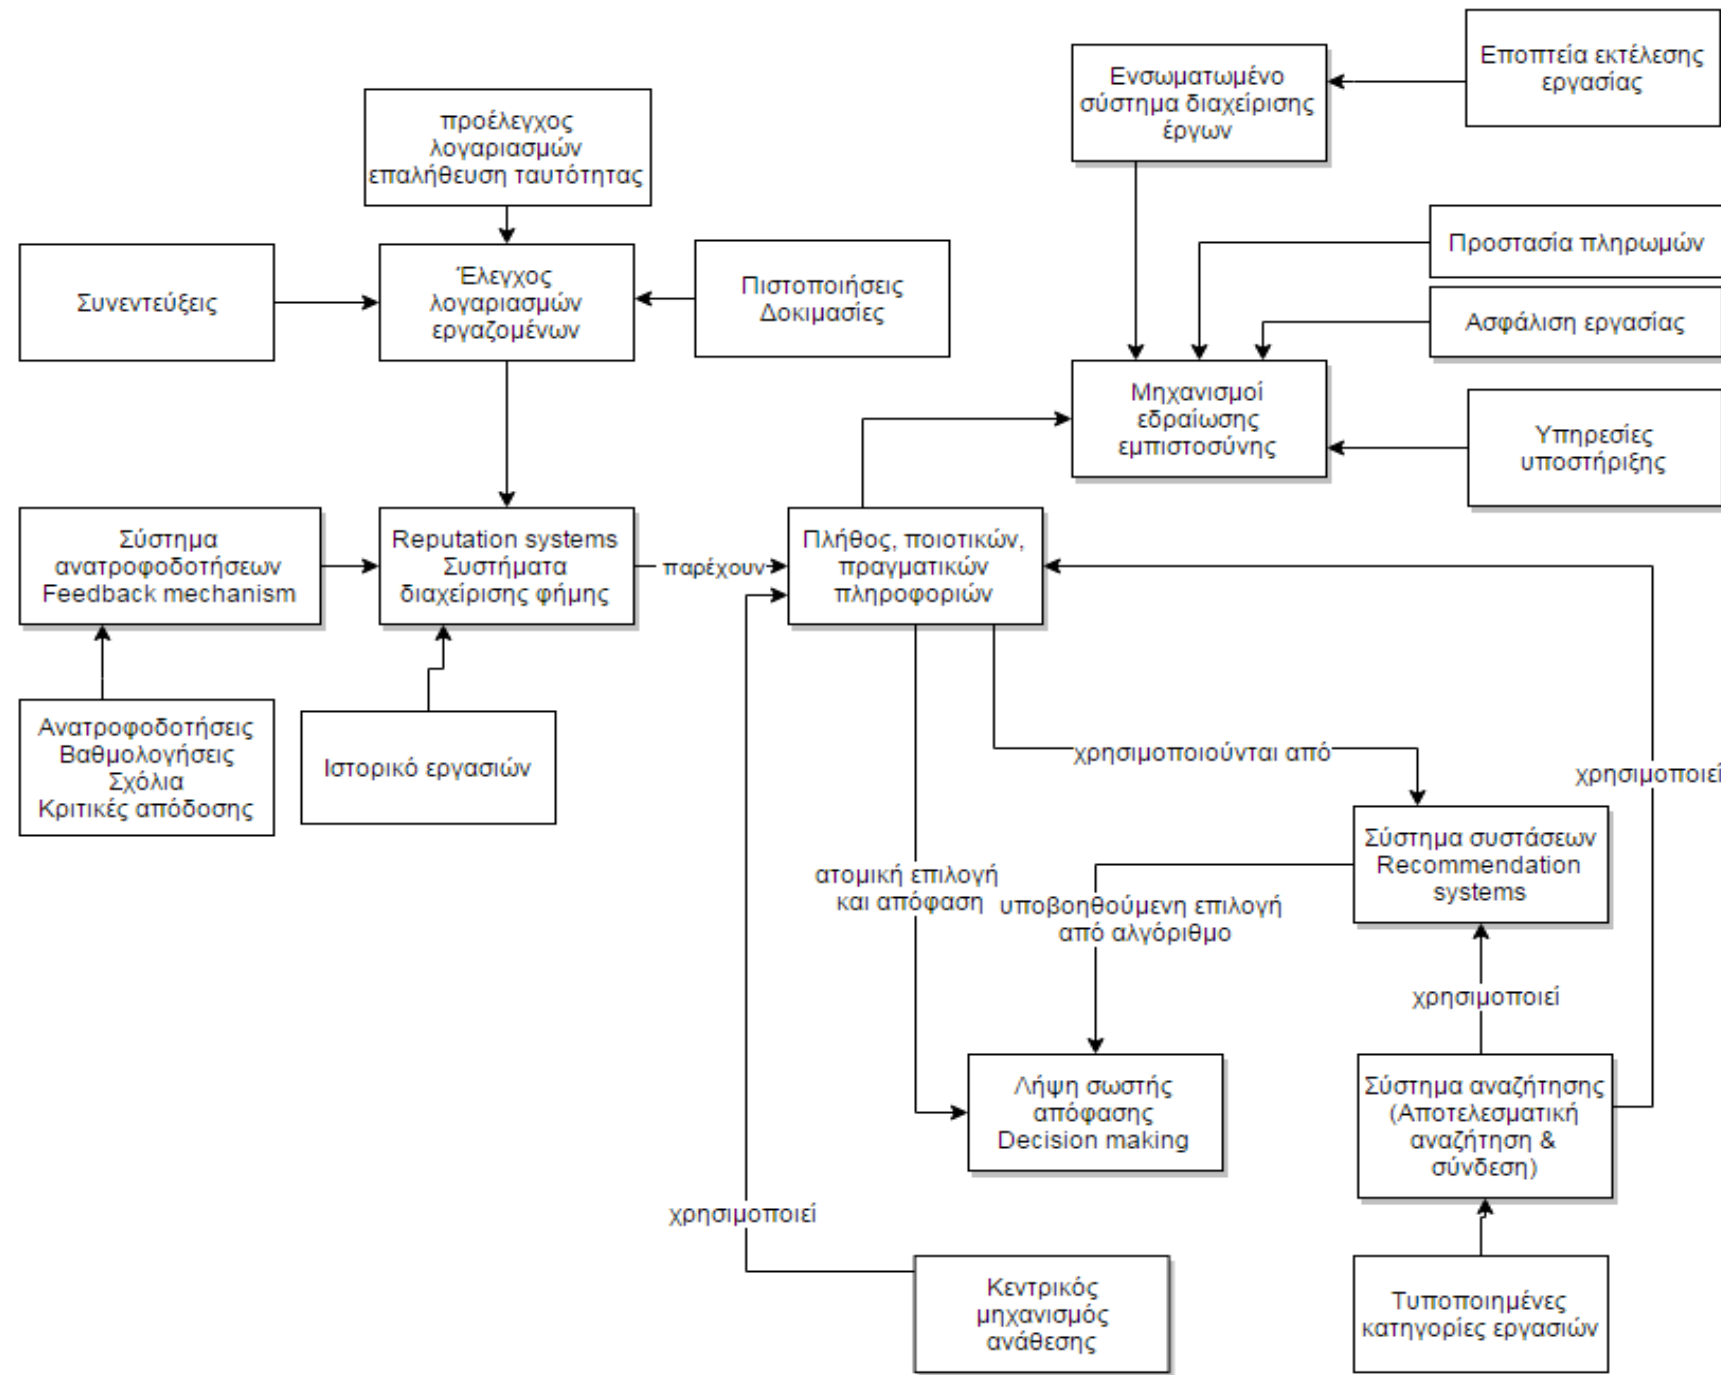 Εποπτεία εκτέλεσης
εργασίας
Ενσωματωμένο
σύστημα διαχείρισης
έργων
προέλεγχος
λογαριασμών
επαλήθευση ταυτότητας
Προστασία πληρωμών
Συνεντεύξεις
Έλεγχος
λογαριασμών
εργαζομένων
Πιστοποιήσεις
Δοκιμασίες
Ασφάλιση εργασίας
Μηχανισμοί
εδραίωσης
εμπιστοσύνης
Υπηρεσίες
υποστήριξης
Σύστημα
ανατροφοδοτήσεων
Feedback mechanism
Reputation systems
Συστήματα
διαχείρισης φήμης
παρέχουν
Πλήθος, ποιοτικών,
πραγματικών
πληροφοριών
Ανατροφοδοτήσεις
Βαθμολογήσεις
Σχόλια
Κριτικές απόδοσης
Ιστορικό εργασιών
χρησιμοποιούνται από
χρησιμοποιεί
Σύστημα συστάσεων
Recommendation
systems
ατομική επιλογή
και απόφαση
υποβοηθούμενη επιλογή
από αλγόριθμο
χρησιμοποιεί
Λήψη σωστής
απόφασης
Decision making
Σύστημα αναζήτησης
(Αποτελεσματική
αναζήτηση &
σύνδεση)
χρησιμοποιεί
Κεντρικός
μηχανισμός
ανάθεσης
Τυποποιημένες
κατηγορίες εργασιών